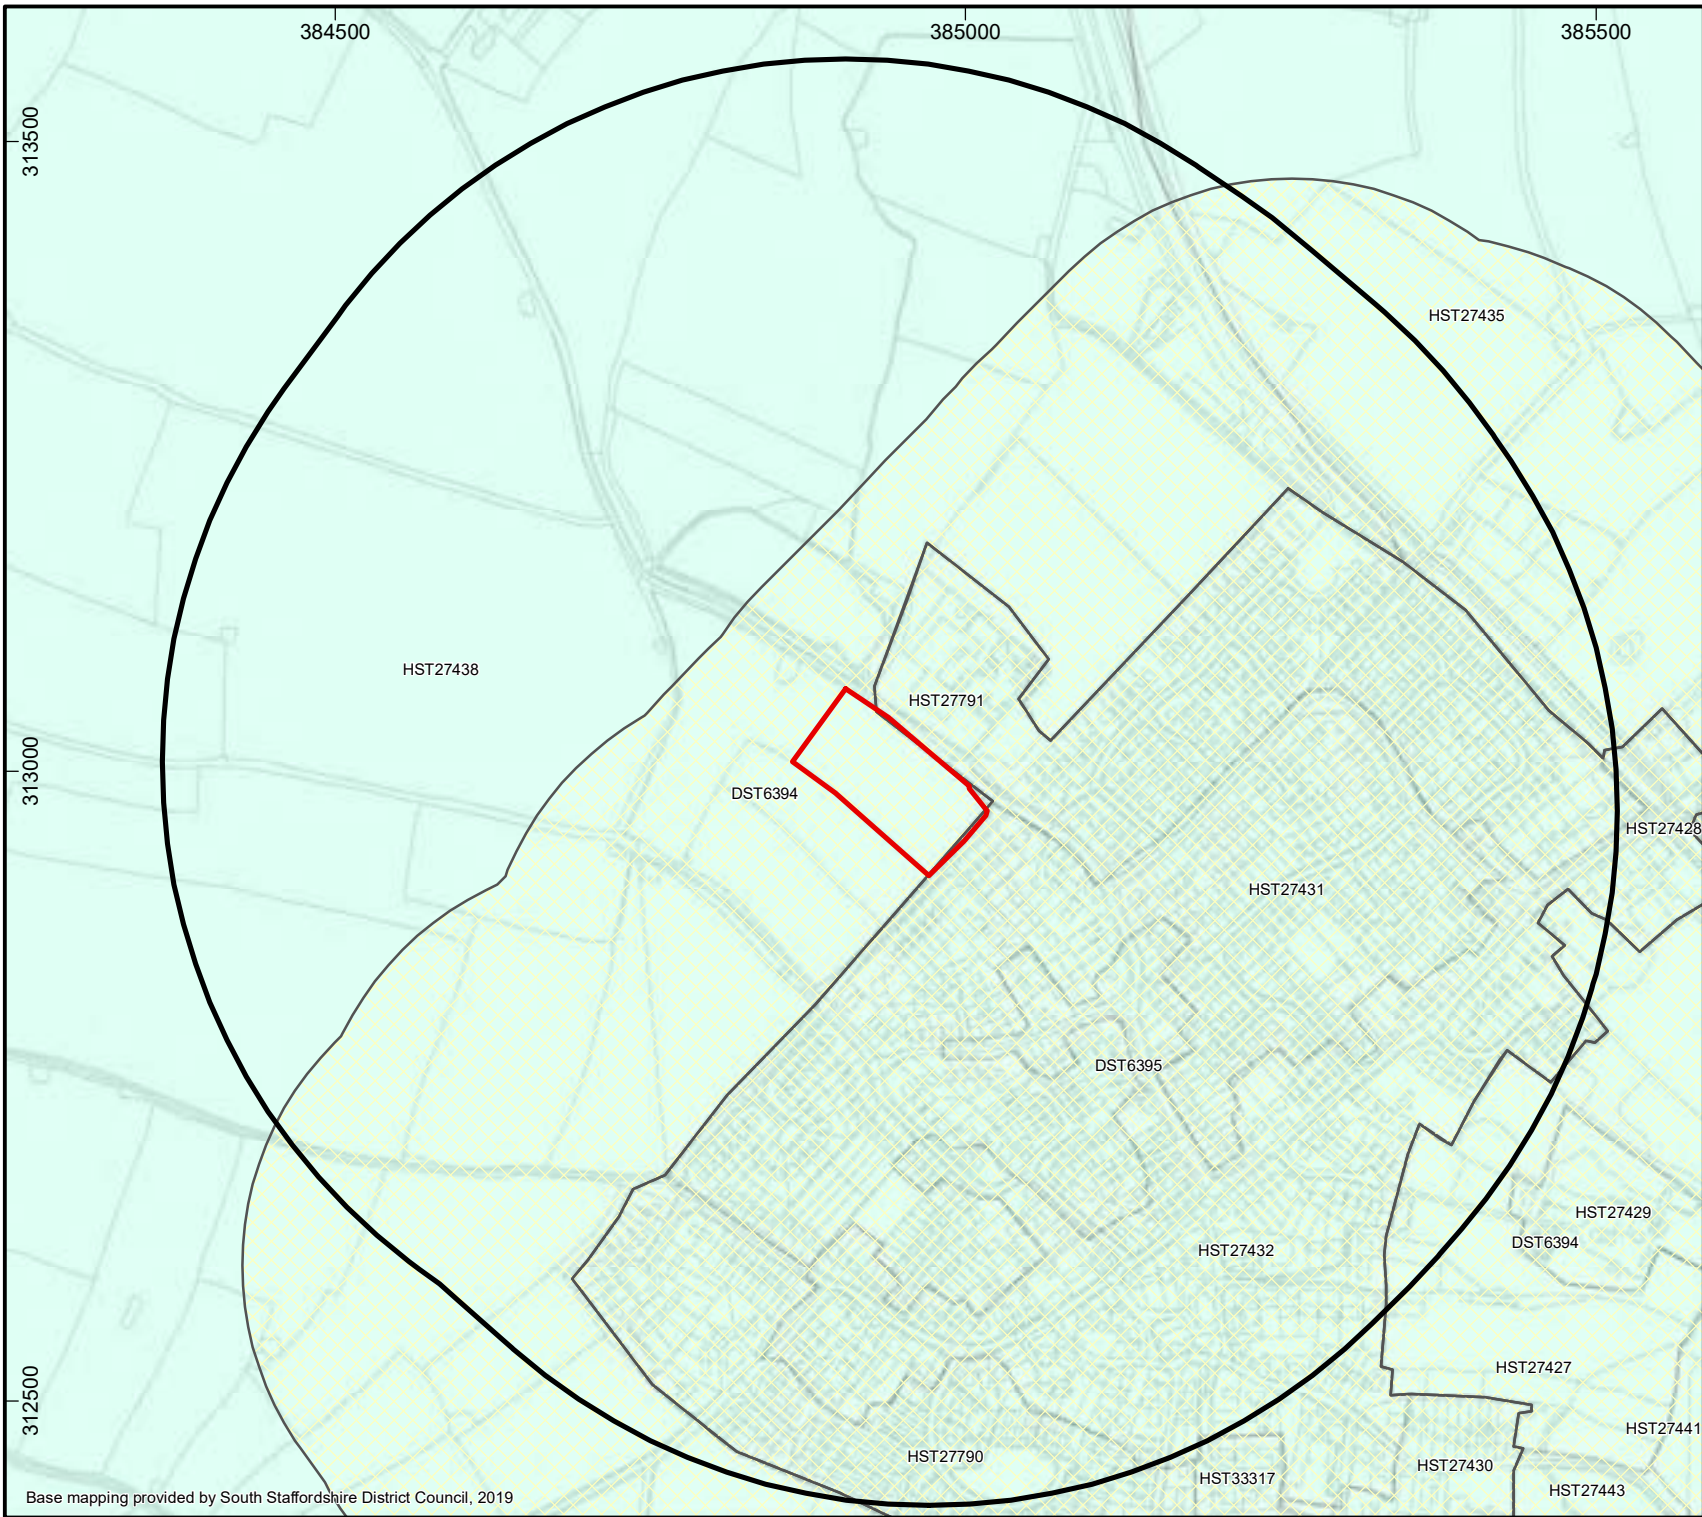 384500
385000
385500
313500
HST27435
HST27438
HST27791
313000
DST6394
HST27428
HST27431
DST6395
HST27429
DST6394
HST27432
HST27427
312500
HST27441
HST27790
HST27430
HST33317
HST27443
Base mapping provided by South Staffordshire District Council, 2019